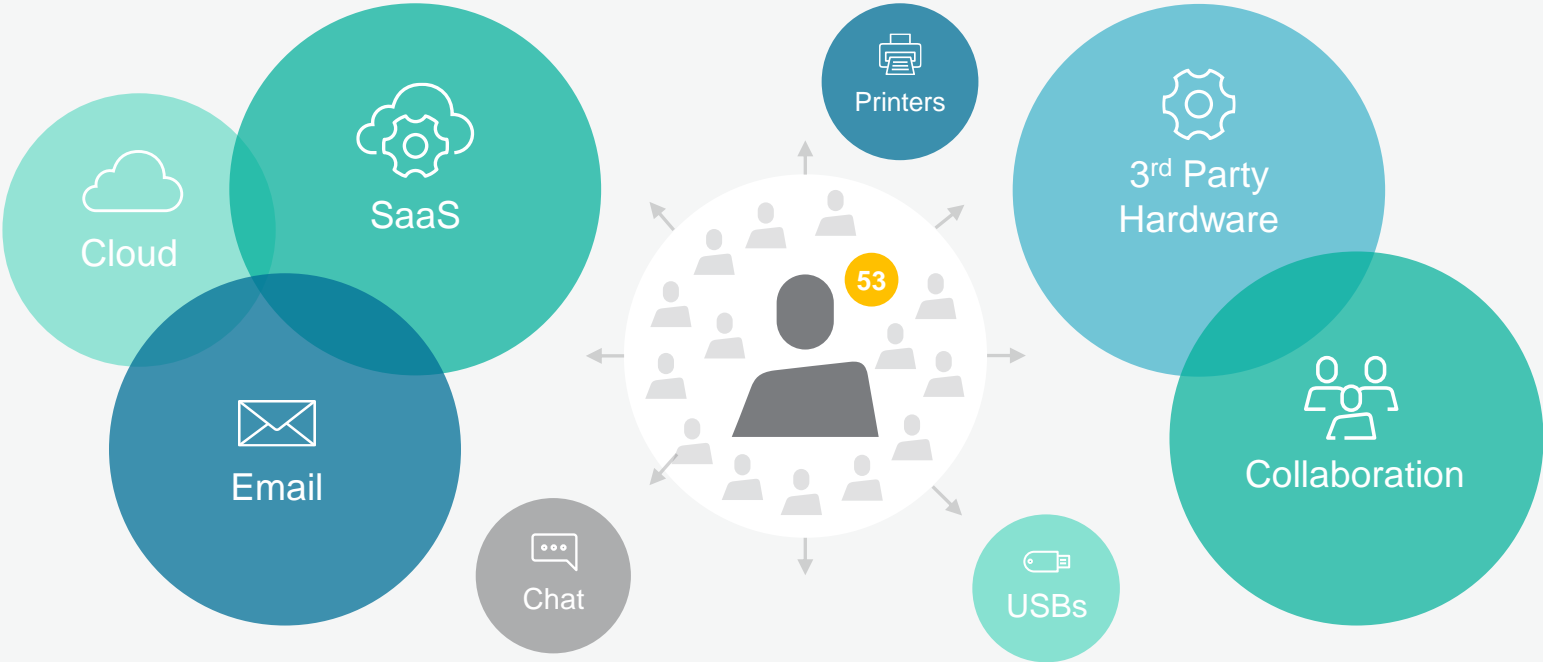 Printers
3rd Party
Hardware
SaaS
Cloud
53
Collaboration
Email
Chat
USBs